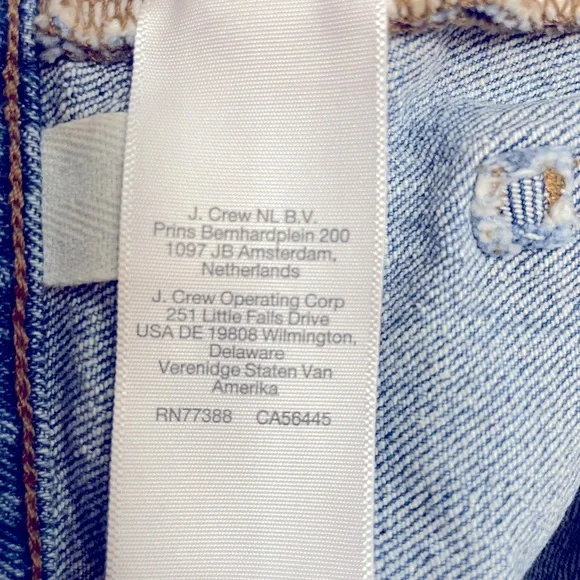 J. Crew NL B.V.
Prins Bernhardplein 200
1097 JB Amsterdam,
Netherlands
J. Crew Operating Corp
251 Little Falls Drive
USA DE 19808 Wilmington,
Delaware
Verenidge Staten Van
Amerika
RN77388 CA56445